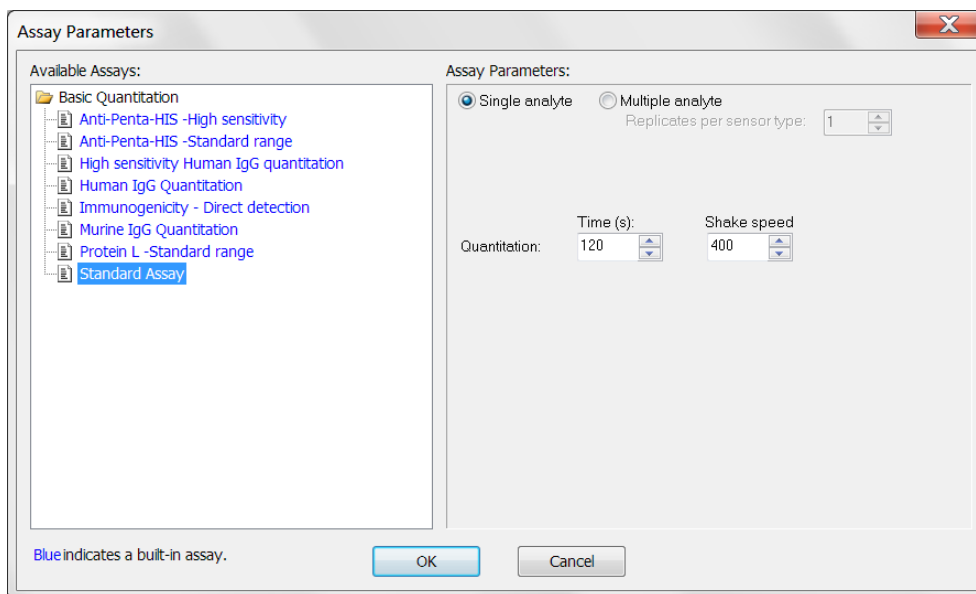 Assay Parameters
Available Assays:
Basic Quantitation
Anti-Penta-HIS -High sensitivity
Anti-Penta-HIS -Standard range
High sensitivity Human IgG quantitation
Human IgG Quantitation
Immunogenicity - Direct detection
Murine IgG Quantitation
Protein L -Standard range
Standard Assay
Blue indicates a built-in assay.
Assay Parameters:
Single analyte Multiple analyte
Replicates per sensor type: 1
Time (s): Shake speed
Quantitation: 120 400
OK Cancel